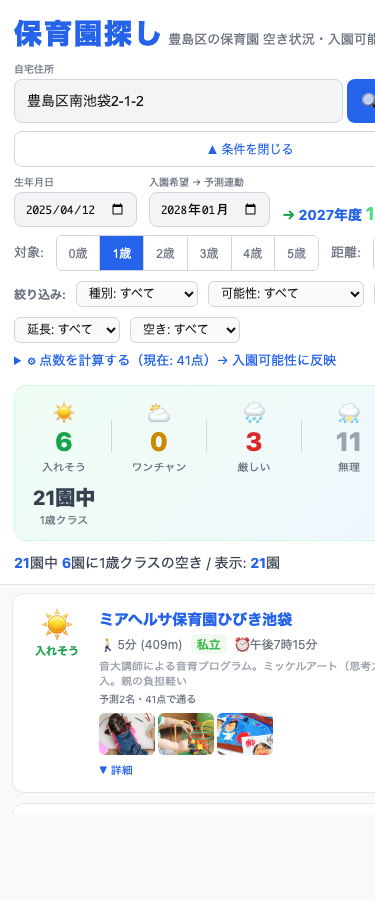 保育園探し 豊島区の保育園 空き状況・入園可能
自宅住所
豊島区南池袋2-1-2
▲ 条件を閉じる
生年月日 入園希望 → 予測連動
2025/04/12 2028年01月 → 2027年度 1
対象: 0歳 1歳 2歳 3歳 4歳 5歳 距離:
絞り込み: 種別: すべて 可能性: すべて
延長: すべて 空き: すべて
▶ ⚙ 点数を計算する（現在: 41点）→ 入園可能性に反映
6 0 3 11
入れそう ワンチャン 厳しい 無理
21園中
1歳クラス
21園中 6園に1歳クラスの空き / 表示: 21園
ミアヘルサ保育園ひびき池袋
入れそう 5分 (409m) 私立 午後7時15分
音大講師による音育プログラム。ミッケルアート（思考
入。親の負担軽い
予測2名・41点で通る
▼ 詳細